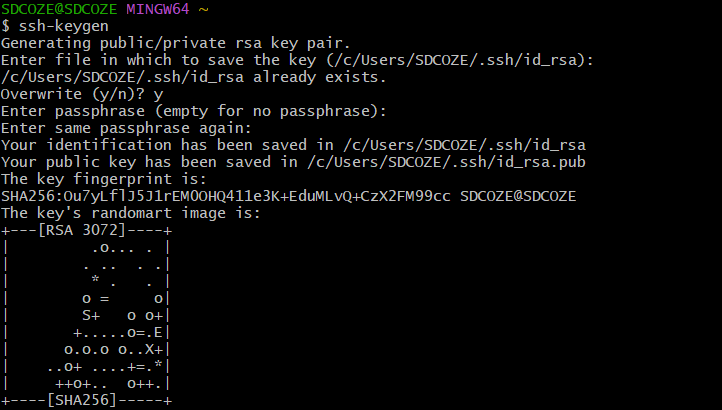 SDCOZE@SDCOZE MINGW64 ~
$ ssh-keygen
Generating public/private rsa key pair.
Enter file in which to save the key (/c/Users/SDCOZE/.ssh/id_rsa):
/c/Users/SDCOZE/.ssh/id_rsa already exists.
Overwrite (y/n)? y
Enter passphrase (empty for no passphrase):
Enter same passphrase again:
Your identification has been saved in /c/Users/SDCOZE/.ssh/id_rsa
Your public key has been saved in /c/Users/SDCOZE/.ssh/id_rsa.pub
The key fingerprint is:
SHA256:Ou7yLflJ5J1rEMOOHQ411e3K+EduMLvQ+CzX2FM99cc SDCOZE@SDCOZE
The key's randomart image is:
+---[RSA 3072]----+
|         .o... . |
|        . ..  . .|
|         * .   . |
|        o =     o|
|        S+   o o+|
|       +.....o=.E|
|      o.o.o o..X+|
|    ..o+ ....+=.*|
|     ++o+..  o++.|
+----[SHA256]-----+